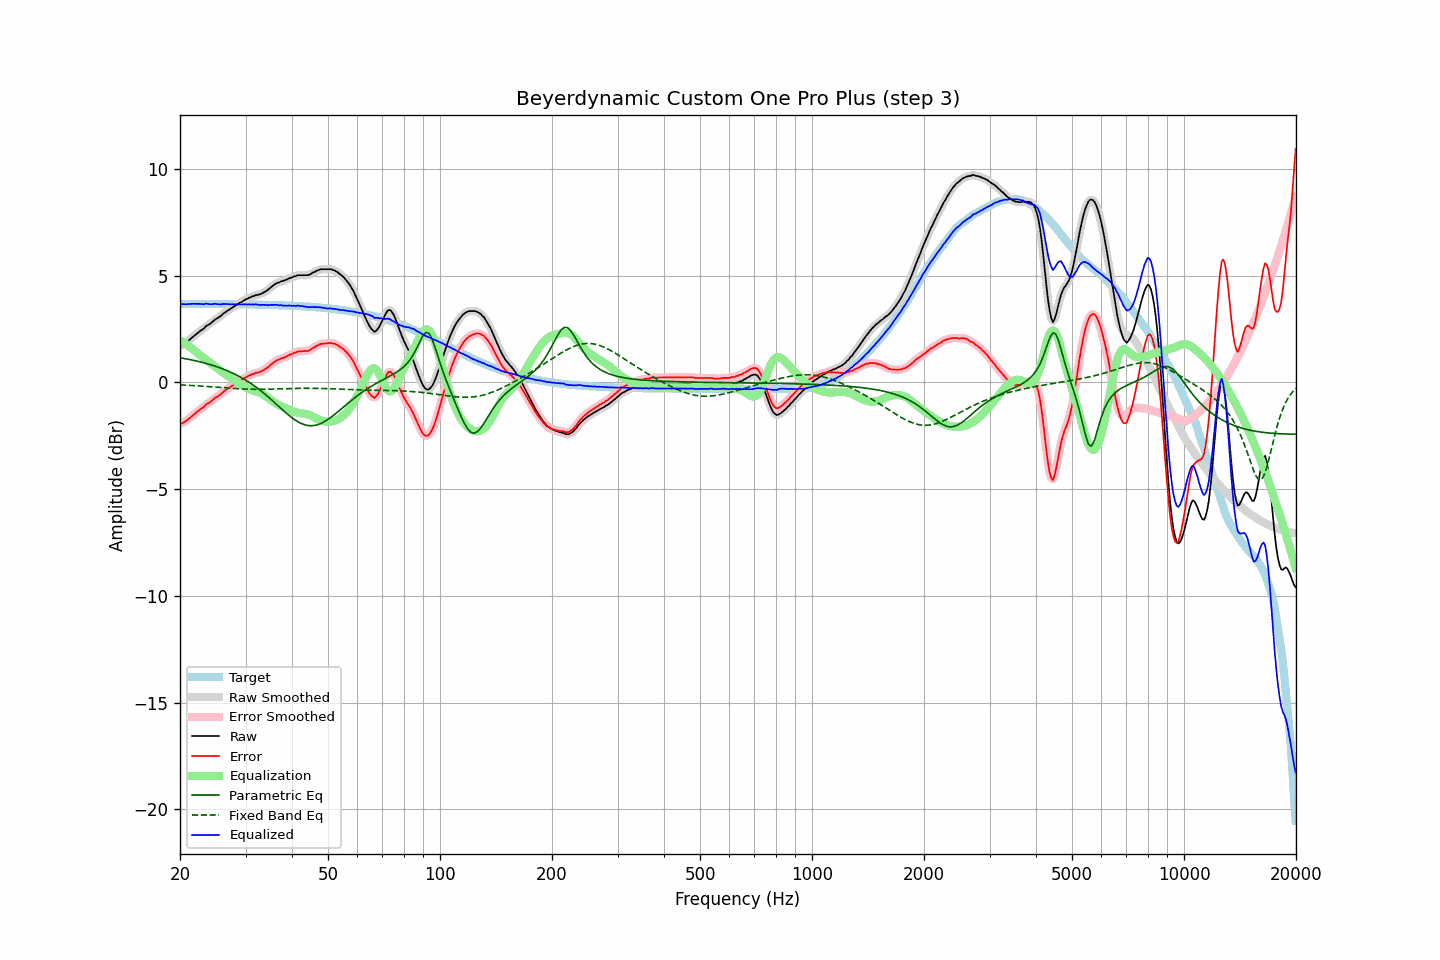 Beyerdynamic Custom One Pro Plus (step 3)
Amplitude (dBr)
10
5
0
−5
−10
−15
−20
Target
Raw Smoothed
Error Smoothed
Raw
Error
Equalization
Parametric Eq
Fixed Band Eq
Equalized
20 50 100 200 500 1000 2000 5000 10000 20000
Frequency (Hz)